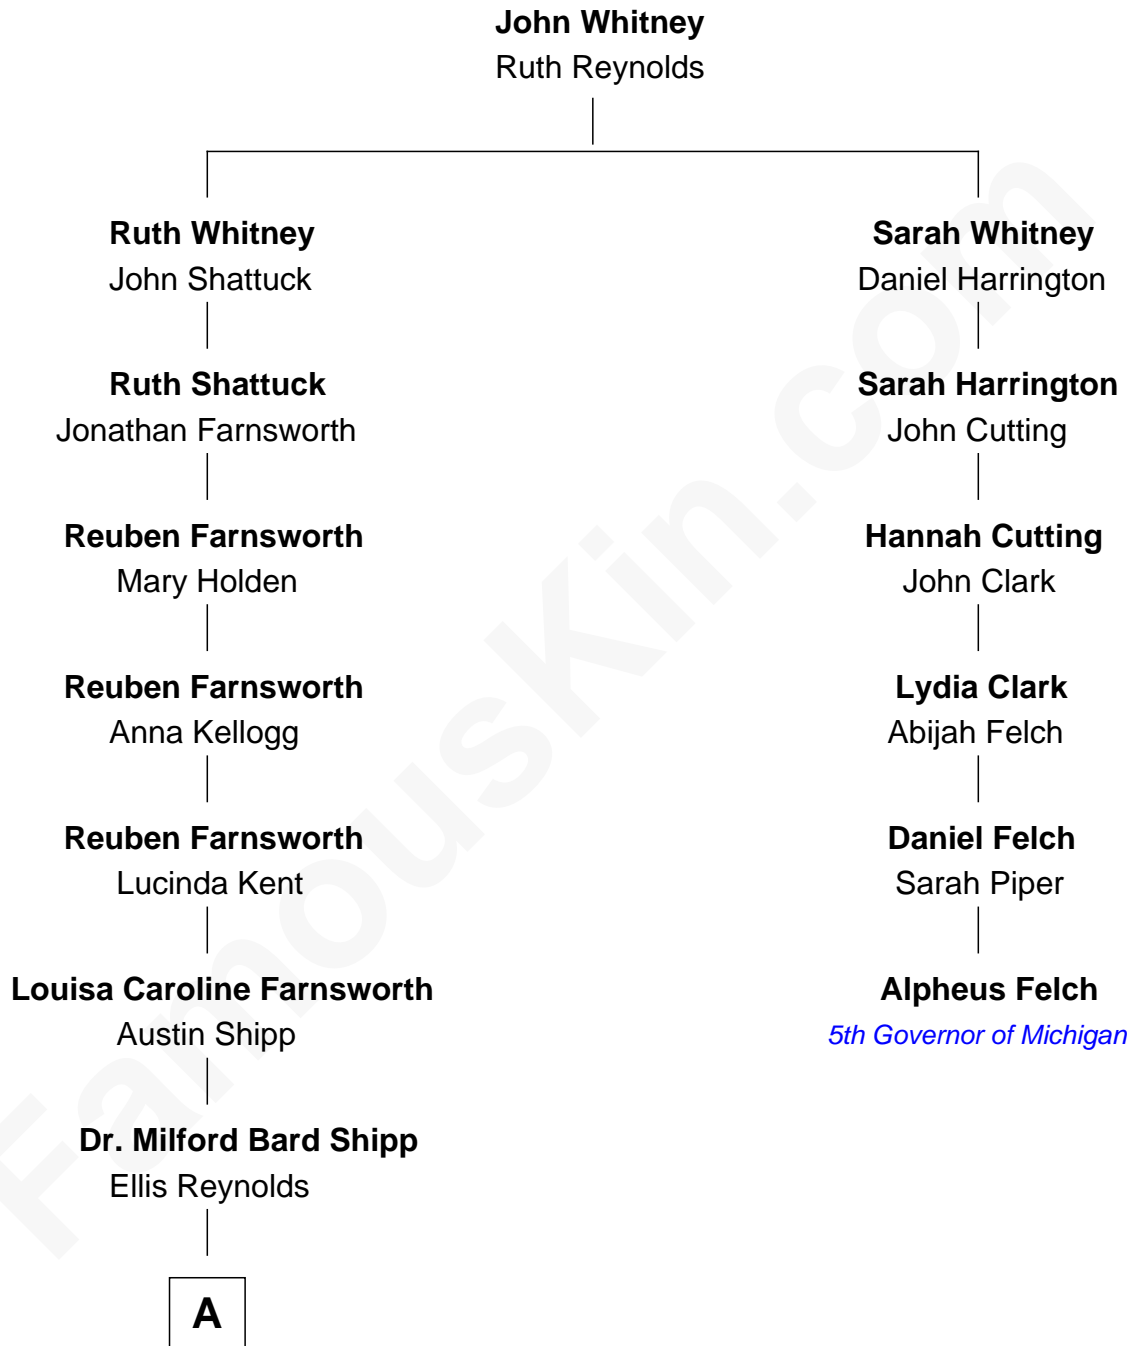 John Whitney
Ruth Reynolds
Ruth Whitney
John Shattuck
Sarah Whitney
Daniel Harrington
Ruth Shattuck
Jonathan Farnsworth
Sarah Harrington
John Cutting
Reuben Farnsworth
Mary Holden
Hannah Cutting
John Clark
Reuben Farnsworth
Anna Kellogg
Lydia Clark
Abijah Felch
Reuben Farnsworth
Lucinda Kent
Daniel Felch
Sarah Piper
Louisa Caroline Farnsworth
Austin Shipp
Alpheus Felch
5th Governor of Michigan
Dr. Milford Bard Shipp
Ellis Reynolds
A
FamousKin.com